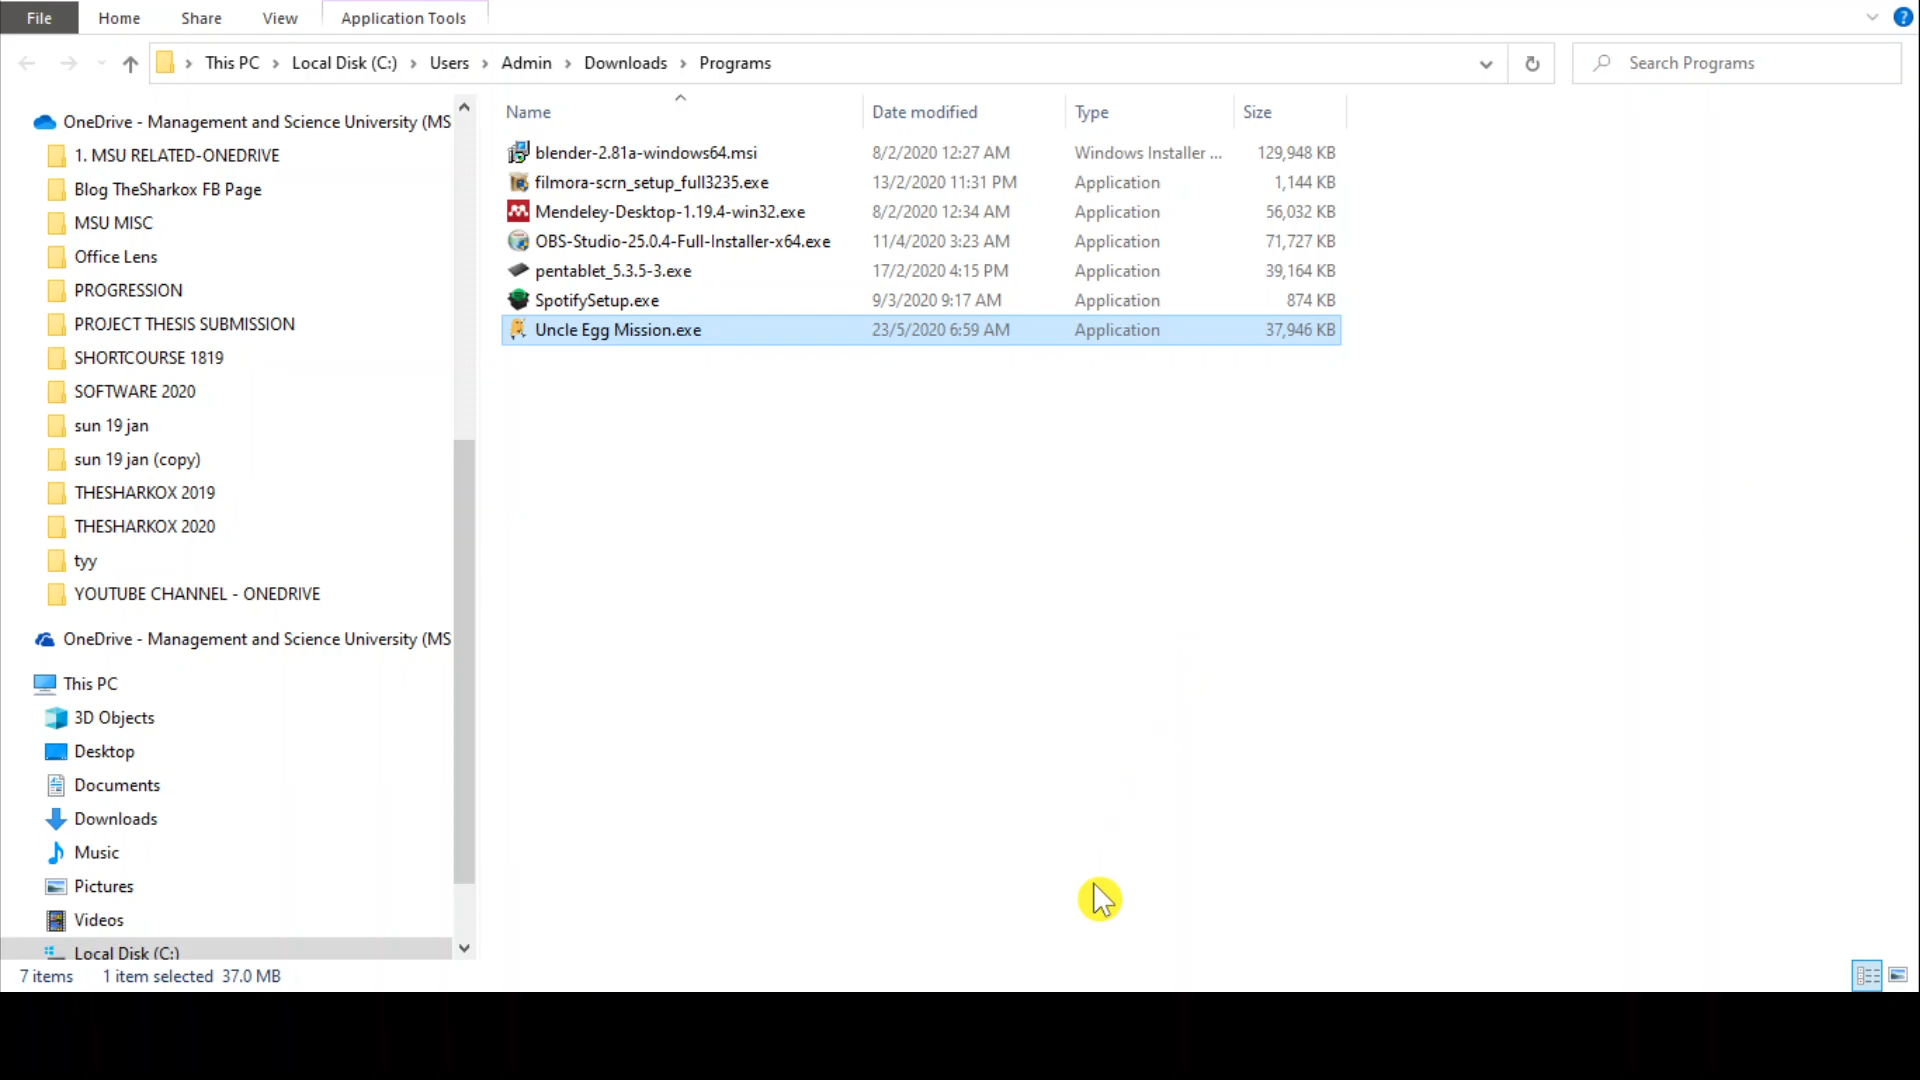 File Home Share View Application Tools
This PC Local Disk (C:) Users Admin Downloads Programs
Search Programs
OneDrive - Management and Science University (MS
1. MSU RELATED-ONEDRIVE
Blog TheSharkox FB Page
MSU MISC
Office Lens
PROGRESSION
PROJECT THESIS SUBMISSION
SHORTCOURSE 1819
SOFTWARE 2020
sun 19 jan
sun 19 jan (copy)
THESHARKOX 2019
THESHARKOX 2020
tyy
YOUTUBE CHANNEL - ONEDRIVE
OneDrive - Management and Science University (MS
This PC
3D Objects
Desktop
Documents
Downloads
Music
Pictures
Videos
Local Disk (C:)
Name Date modified Type Size
blender-2.81a-windows64.msi 8/2/2020 12:27 AM Windows Installer ... 129,948 KB
filmora-scrn_setup_full3235.exe 13/2/2020 11:31 PM Application 1,144 KB
Mendeley-Desktop-1.19.4-win32.exe 8/2/2020 12:34 AM Application 56,032 KB
OBS-Studio-25.0.4-Full-Installer-x64.exe 11/4/2020 3:23 AM Application 71,727 KB
pentablet_5.3.5-3.exe 17/2/2020 4:15 PM Application 39,164 KB
SpotifySetup.exe 9/3/2020 9:17 AM Application 874 KB
Uncle Egg Mission.exe 23/5/2020 6:59 AM Application 37,946 KB
7 items 1 item selected 37.0 MB